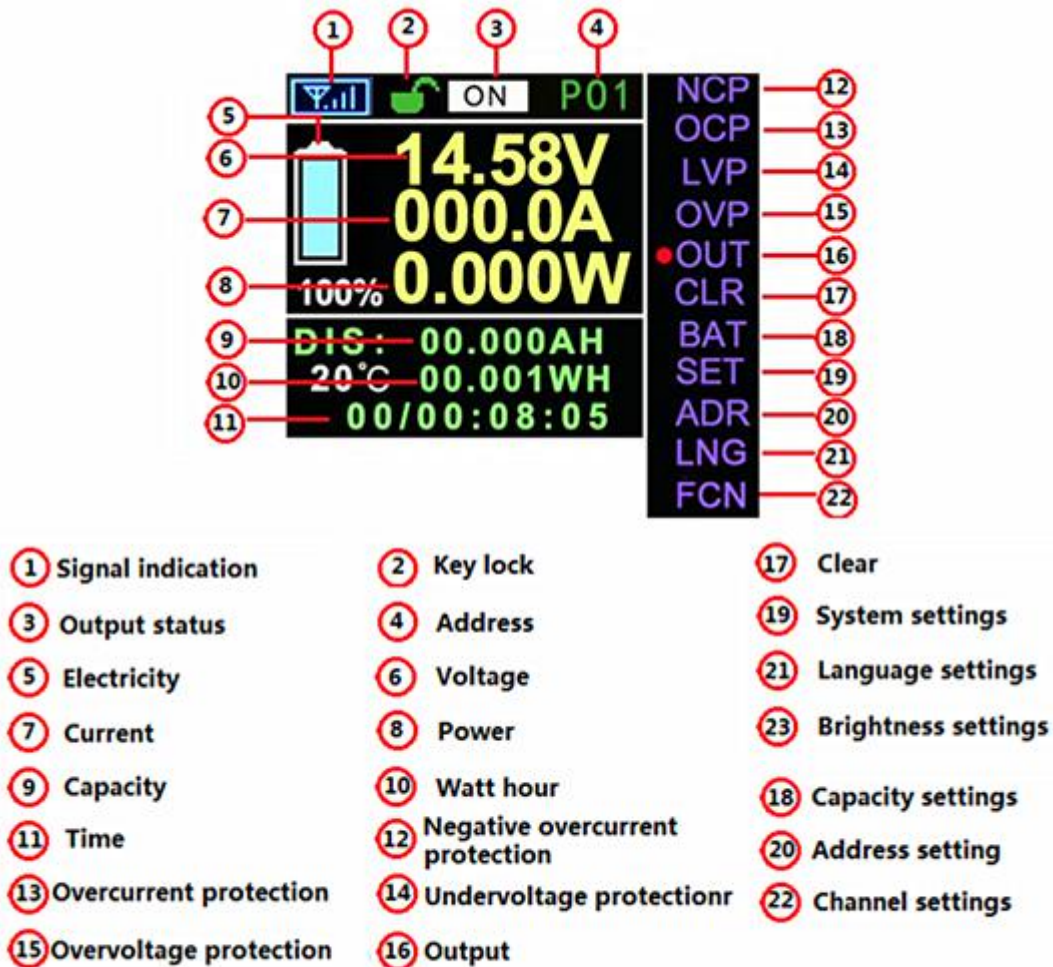 1 2 3 4
ON P01 NCP 12
5 OCP 13
6 14.58V LVP 14
7 000.0A OVP 15
8 100% 0.000W OUT 16
CLR 17
9 DIS: 00.000AH BAT 18
10 20℃ 00.001WH SET 19
11 00/00:08:05 ADR 20
LNG 21
FCN 22
1 Signal indication
2 Key lock
17 Clear
3 Output status
4 Address
19 System settings
5 Electricity
6 Voltage
21 Language settings
7 Current
8 Power
23 Brightness settings
9 Capacity
10 Watt hour
18 Capacity settings
11 Time
12 Negative overcurrent
protection
20 Address setting
13 Overcurrent protection
14 Undervoltage protectionr
22 Channel settings
15 Overvoltage protection
16 Output